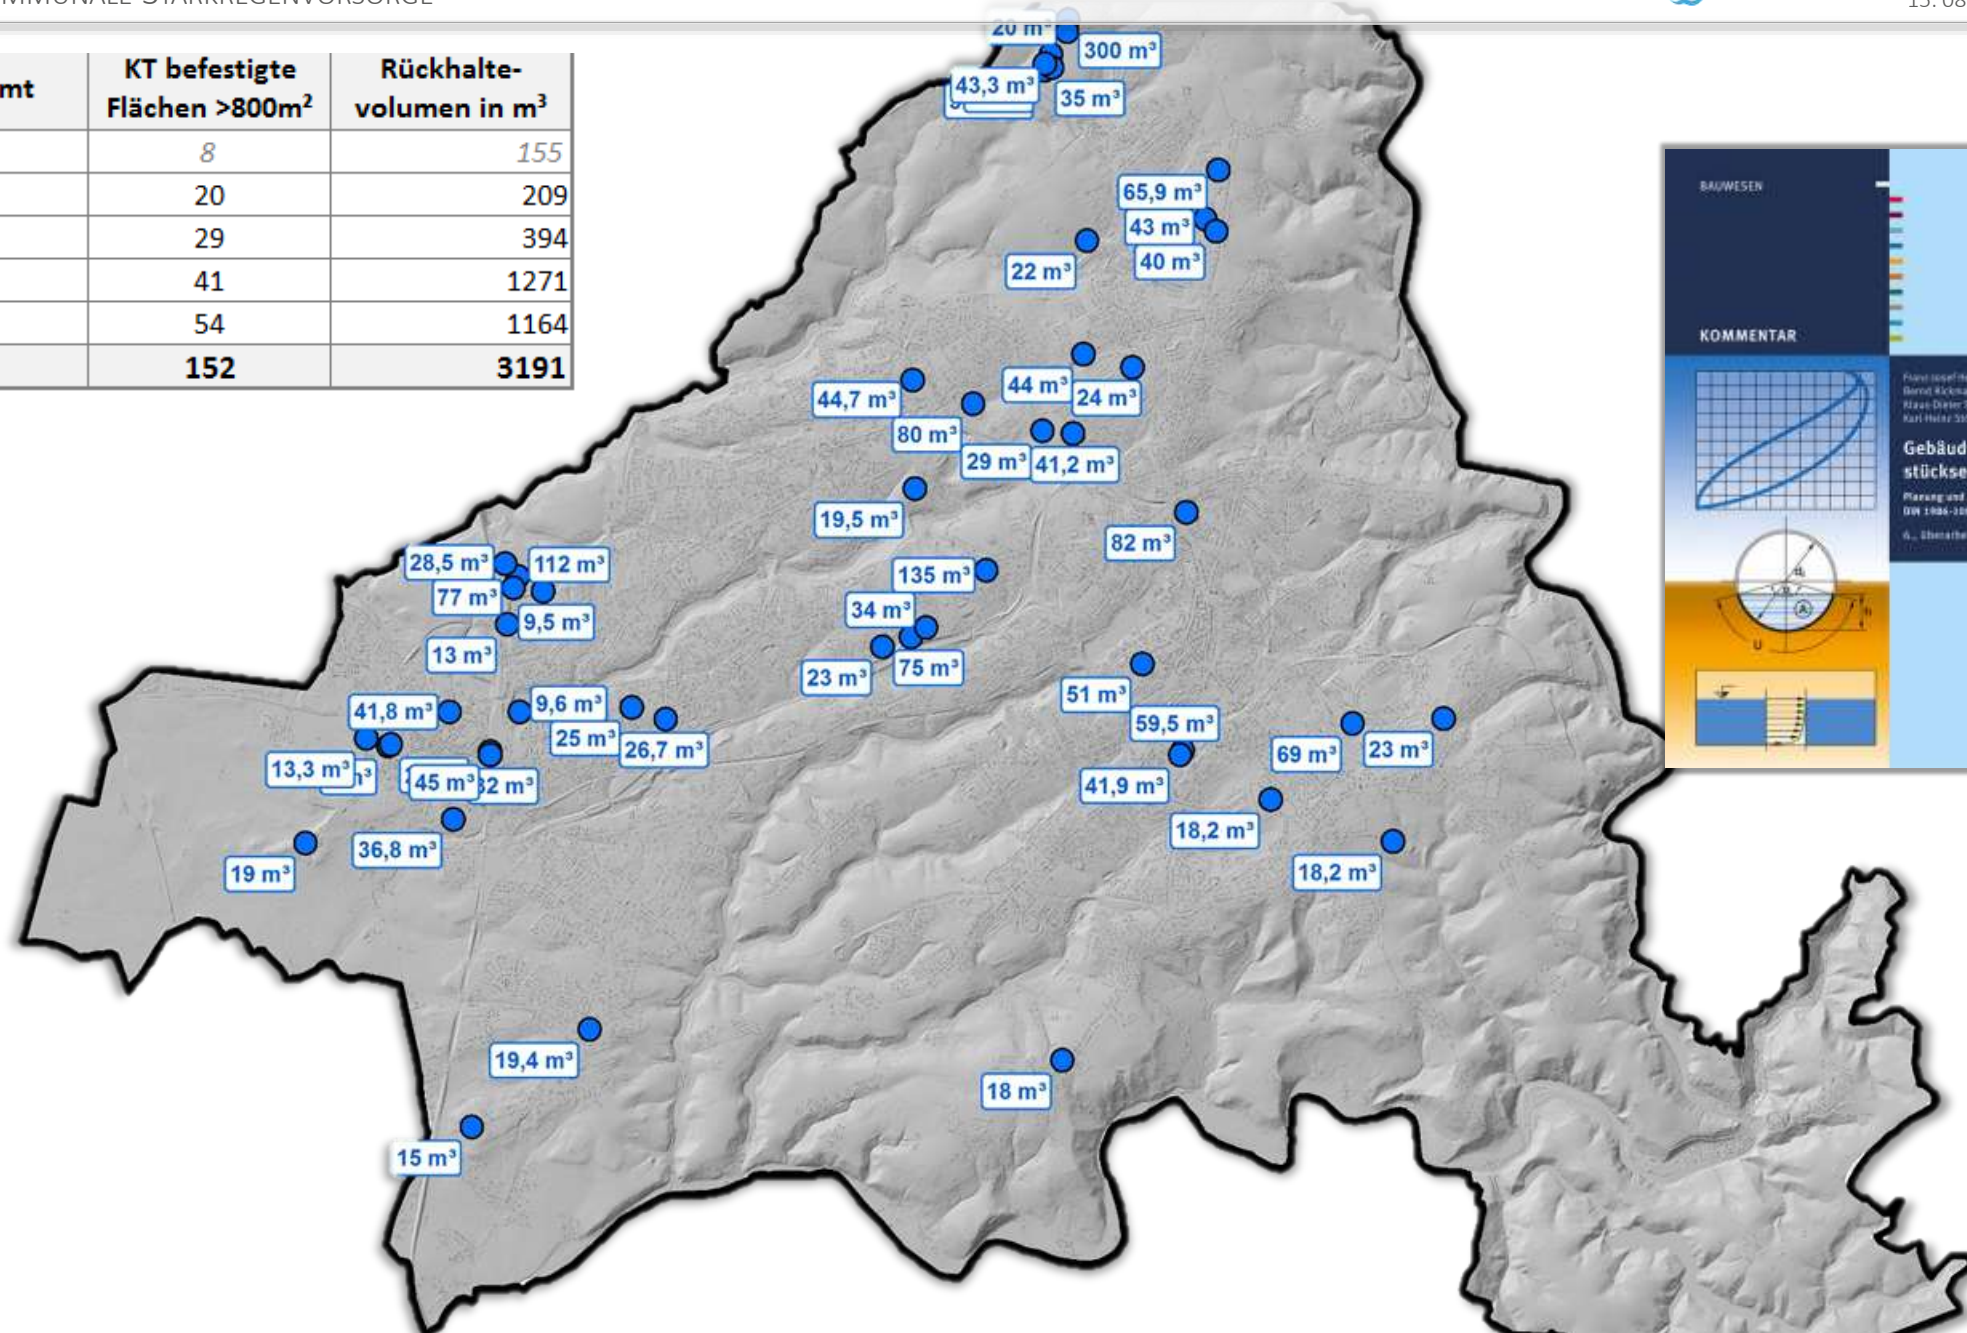 KOMMUNALE STARKREGENVORSORGE
KT befestigte
Flächen >800m²
Rückhalte-
volumen in m³
8 155
20 209
29 394
41 1271
54 1164
152 3191
20 m³
300 m³
43,3 m³
35 m³
65,9 m³
43 m³
40 m³
22 m³
44 m³
24 m³
44,7 m³
80 m³
29 m³
41,2 m³
19,5 m³
82 m³
28,5 m³
112 m³
135 m³
77 m³
34 m³
9,5 m³
13 m³
75 m³
23 m³
51 m³
41,8 m³
9,6 m³
59,5 m³
25 m³
26,7 m³
69 m³
23 m³
13,3 m³
45 m³
41,9 m³
18,2 m³
36,8 m³
19 m³
18,2 m³
19,4 m³
18 m³
15 m³
BAUWESEN
KOMMENTAR
U
A
h